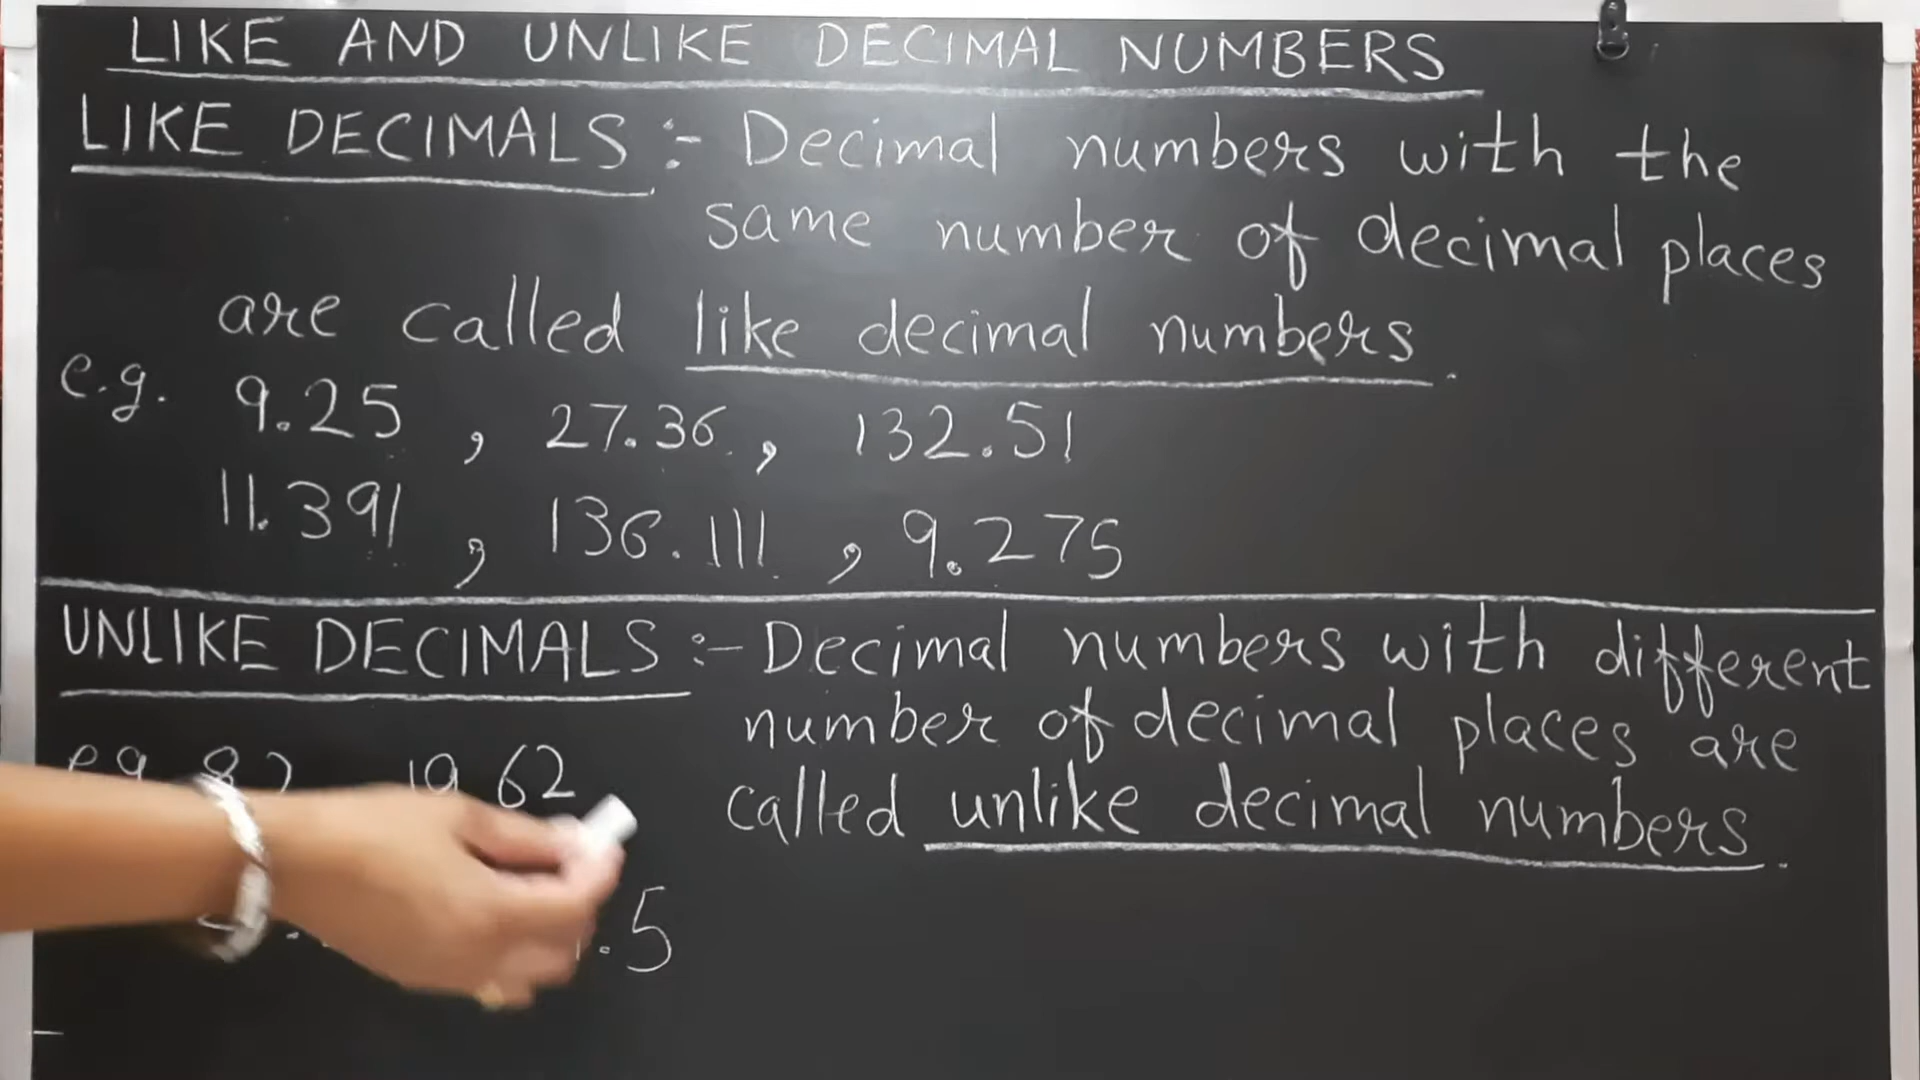 LIKE AND UNLIKE DECIMAL NUMBERS
LIKE DECIMALS :- Decimal numbers with the
same number of decimal places
are called like decimal numbers.
e.g. 9.25 , 27.36 , 132.51
11.391 , 136.111 , 9.275
UNLIKE DECIMALS :- Decimal numbers with different
number of decimal places are
called unlike decimal numbers.